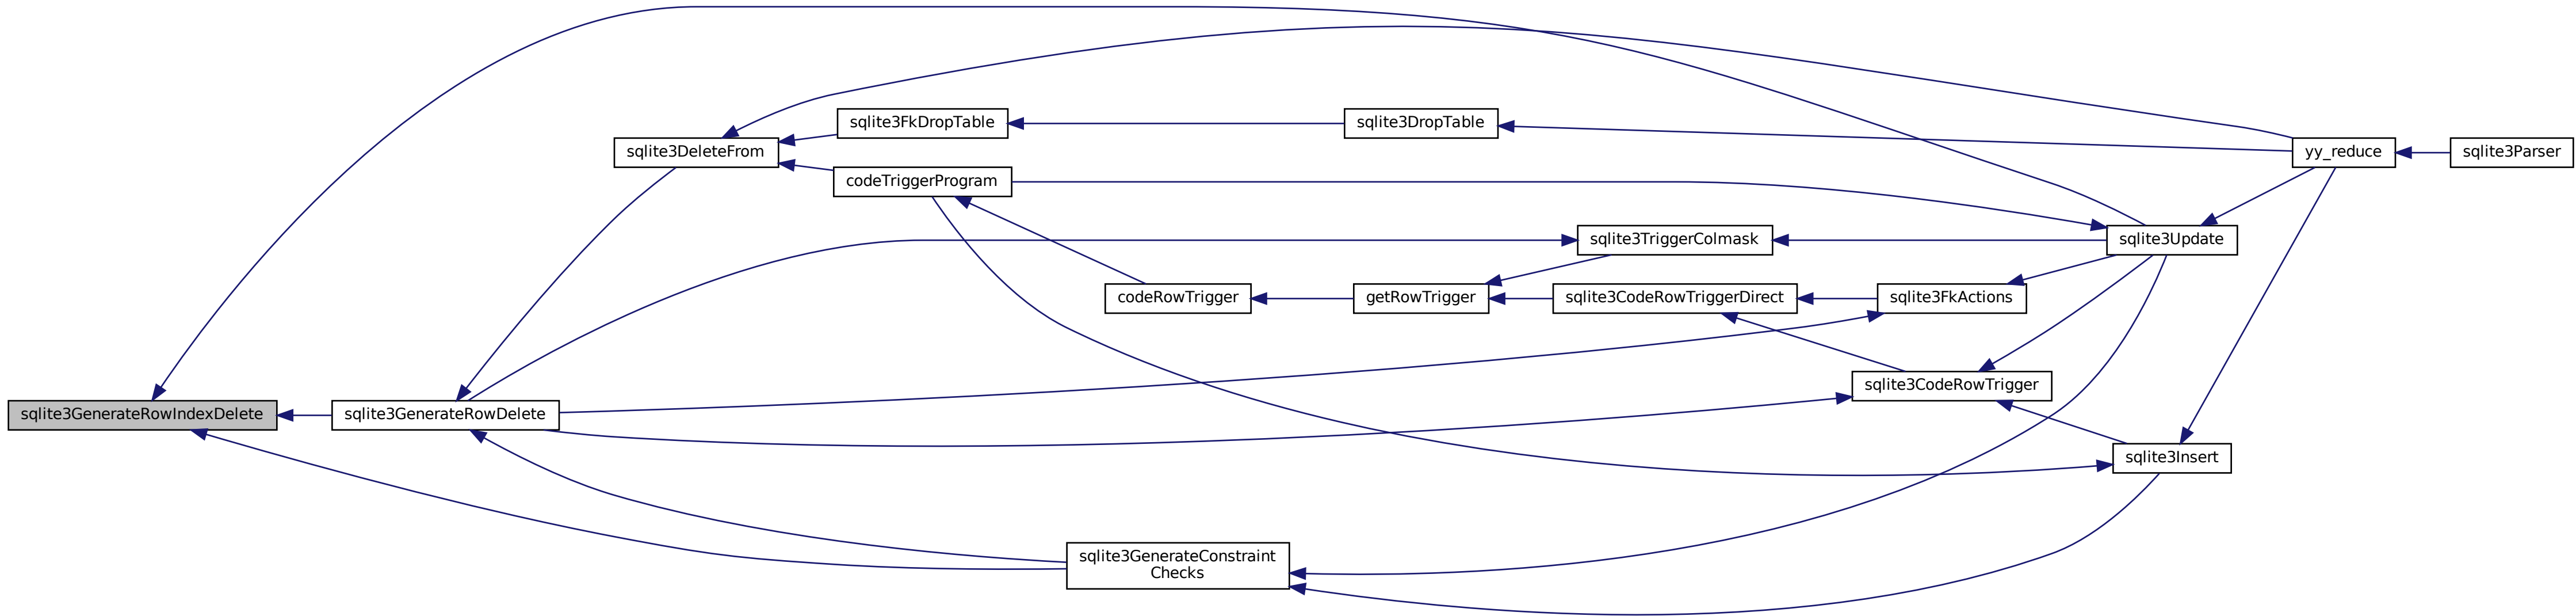 sqlite3FkDropTable
sqlite3DropTable
sqlite3DeleteFrom
yy_reduce
sqlite3Parser
codeTriggerProgram
sqlite3TriggerColmask
sqlite3Update
codeRowTrigger
getRowTrigger
sqlite3CodeRowTriggerDirect
sqlite3FkActions
sqlite3CodeRowTrigger
sqlite3GenerateRowIndexDelete
sqlite3GenerateRowDelete
sqlite3Insert
sqlite3GenerateConstraint
Checks